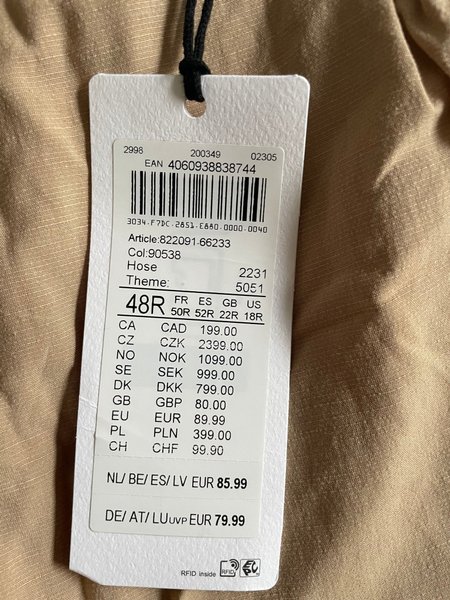 2998 200349 02305
EAN 4060938838744
3034.F7DC.2851.E880.0000.0040
Article:822091-66233
Col:90538
Hose 2231
Theme: 5051
48R FR ES GB US
50R 52R 22R 18R
CA CAD 199.00
CZ CZK 2399.00
NO NOK 1099.00
SE SEK 999.00
DK DKK 799.00
GB GBP 80.00
EU EUR 89.99
PL PLN 399.00
CH CHF 99.90
NL/ BE/ ES/ LV EUR 85.99
DE/ AT/ LU UVP EUR 79.99
RFID inside RFID